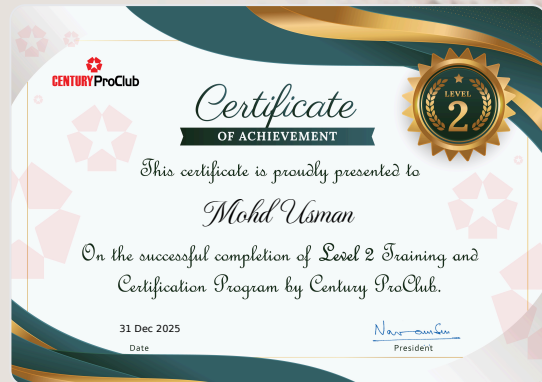 CENTURY ProClub
LEVEL
2
Certificate
OF ACHIEVEMENT
This certificate is proudly presented to
Mohd Usman
On the successful completion of Level 2 Training and
Certification Program by Century ProClub.
31 Dec 2025
Date
President